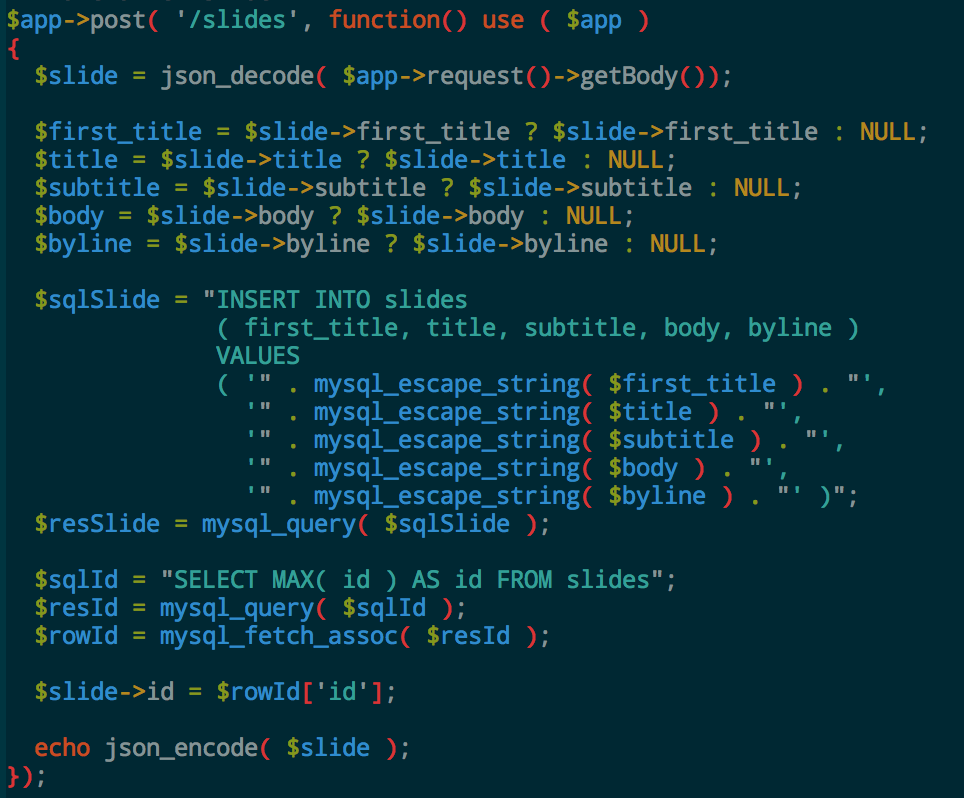 $app->post( '/slides', function() use ( $app )
{
  $slide = json_decode( $app->request()->getBody());

  $first_title = $slide->first_title ? $slide->first_title : NULL;
  $title = $slide->title ? $slide->title : NULL;
  $subtitle = $slide->subtitle ? $slide->subtitle : NULL;
  $body = $slide->body ? $slide->body : NULL;
  $byline = $slide->byline ? $slide->byline : NULL;

  $sqlSlide = "INSERT INTO slides
               ( first_title, title, subtitle, body, byline )
               VALUES
               ( '" . mysql_escape_string( $first_title ) . "',
                 '" . mysql_escape_string( $title ) . "',
                 '" . mysql_escape_string( $subtitle ) . "',
                 '" . mysql_escape_string( $body ) . "',
                 '" . mysql_escape_string( $byline ) . "' )";
  $resSlide = mysql_query( $sqlSlide );

  $sqlId = "SELECT MAX( id ) AS id FROM slides";
  $resId = mysql_query( $sqlId );
  $rowId = mysql_fetch_assoc( $resId );

  $slide->id = $rowId['id'];

  echo json_encode( $slide );
});